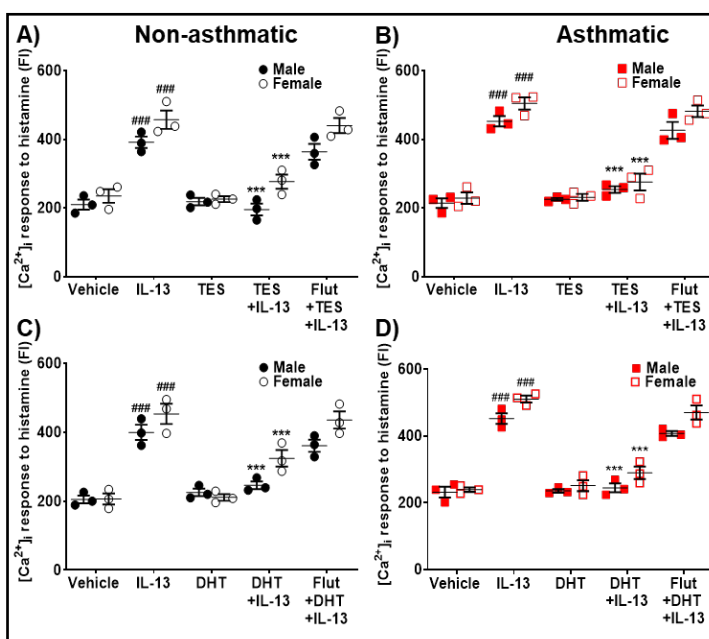 A) Non-asthmatic
B) Asthmatic
[Ca²⁺]ᵢ response to histamine (FI)
600
400
200
0
Male
Female
###
###
***
***
Vehicle IL-13 TES TES +IL-13 Flut +TES +IL-13
600
400
200
0
[Ca²⁺]ᵢ response to histamine (FI)
Male
Female
###
###
***
***
Vehicle IL-13 TES TES +IL-13 Flut +TES +IL-13
C)
[Ca²⁺]ᵢ response to histamine (FI)
600
400
200
0
Male
Female
###
###
***
***
Vehicle IL-13 DHT DHT +IL-13 Flut +DHT +IL-13
D)
[Ca²⁺]ᵢ response to histamine (FI)
600
400
200
0
Male
Female
###
###
***
***
Vehicle IL-13 DHT DHT +IL-13 Flut +DHT +IL-13